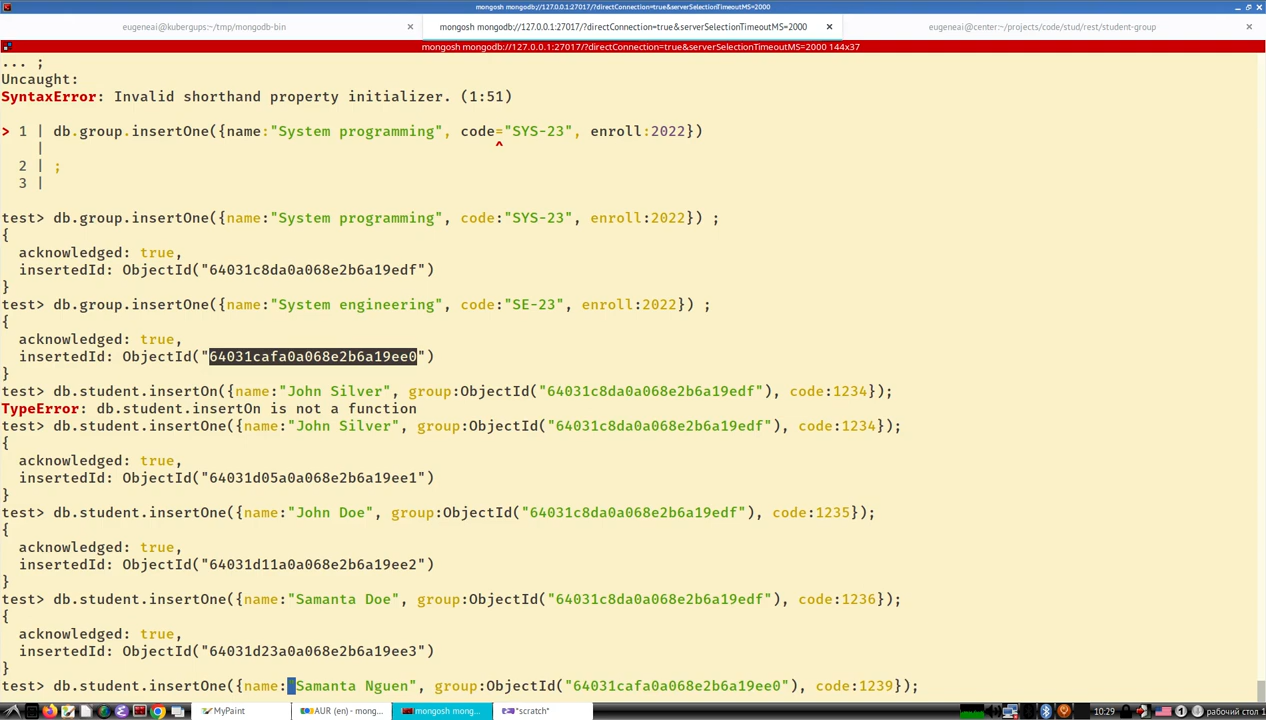 mongosh mongodb://127.0.0.1:27017/?directConnection=true&serverSelectionTimeoutMS=2000
eugeneai@kubergups:~/tmp/mongodb-bin
mongosh mongodb://127.0.0.1:27017/?directConnection=true&serverSelectionTimeoutMS=2000
eugeneai@center:~/projects/code/stud/rest/student-group
mongosh mongodb://127.0.0.1:27017/?directConnection=true&serverSelectionTimeoutMS=2000 144x37
... ;
Uncaught:
SyntaxError: Invalid shorthand property initializer. (1:51)
> 1 | db.group.insertOne({name:"System programming", code="SYS-23", enroll:2022})
|                                                     ^
2 | ;
3 |
test> db.group.insertOne({name:"System programming", code:"SYS-23", enroll:2022}) ;
{
acknowledged: true,
insertedId: ObjectId("64031c8da0a068e2b6a19edf")
}
test> db.group.insertOne({name:"System engineering", code:"SE-23", enroll:2022}) ;
{
acknowledged: true,
insertedId: ObjectId("64031cafa0a068e2b6a19ee0")
}
test> db.student.insertOn({name:"John Silver", group:ObjectId("64031c8da0a068e2b6a19edf"), code:1234});
TypeError: db.student.insertOn is not a function
test> db.student.insertOne({name:"John Silver", group:ObjectId("64031c8da0a068e2b6a19edf"), code:1234});
{
acknowledged: true,
insertedId: ObjectId("64031d05a0a068e2b6a19ee1")
}
test> db.student.insertOne({name:"John Doe", group:ObjectId("64031c8da0a068e2b6a19edf"), code:1235});
{
acknowledged: true,
insertedId: ObjectId("64031d11a0a068e2b6a19ee2")
}
test> db.student.insertOne({name:"Samanta Doe", group:ObjectId("64031c8da0a068e2b6a19edf"), code:1236});
{
acknowledged: true,
insertedId: ObjectId("64031d23a0a068e2b6a19ee3")
}
test> db.student.insertOne({name:"Samanta Nguen", group:ObjectId("64031cafa0a068e2b6a19ee0"), code:1239});
MyPaint
AUR (en) - mong...
mongosh mong...
*scratch*
10:29
1
рабочий стол 1